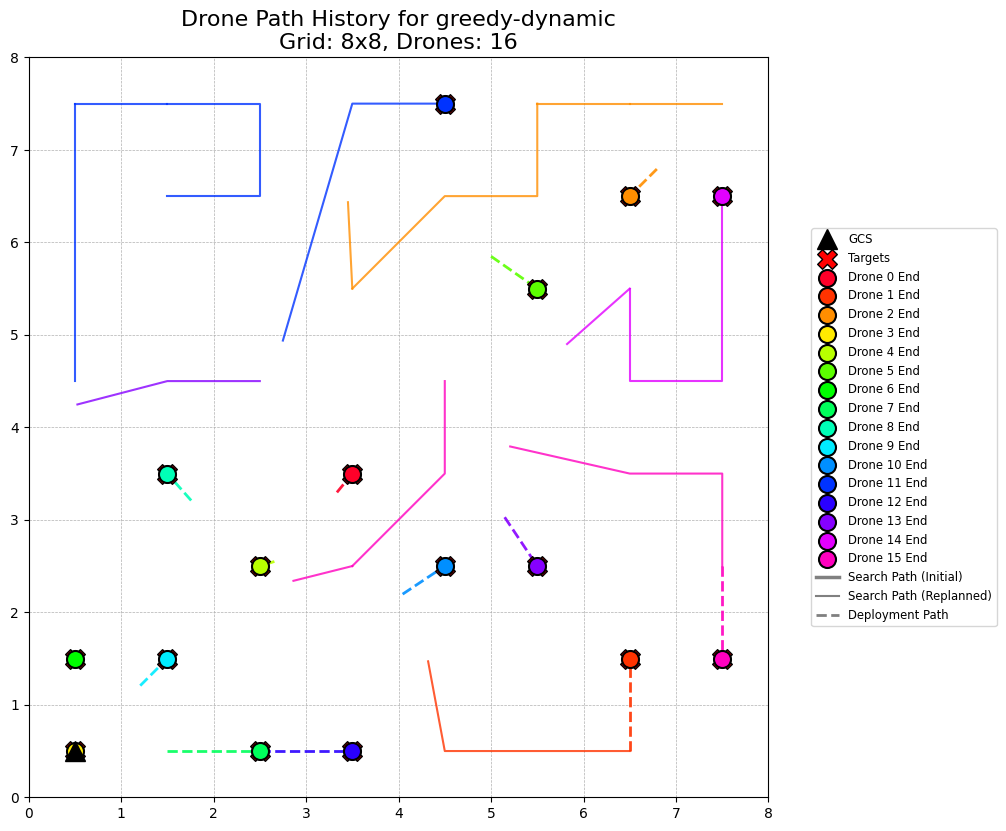 Drone Path History for greedy-dynamic
Grid: 8x8, Drones: 16
8
7
6
5
4
3
2
1
0
0 1 2 3 4 5 6 7 8
GCS
Targets
Drone 0 End
Drone 1 End
Drone 2 End
Drone 3 End
Drone 4 End
Drone 5 End
Drone 6 End
Drone 7 End
Drone 8 End
Drone 9 End
Drone 10 End
Drone 11 End
Drone 12 End
Drone 13 End
Drone 14 End
Drone 15 End
Search Path (Initial)
Search Path (Replanned)
Deployment Path